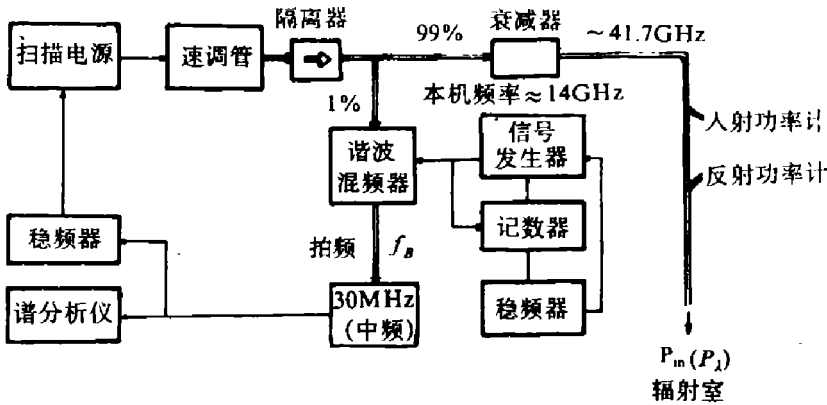 隔离器
99%
衰减器
~41.7GHz
扫描电源
速调管
1%
本机频率≈14GHz
谐波
混频器
信号
发生器
入射功率计
反射功率计
稳频器
拍频 f_B
记数器
谱分析仪
30MHz
(中频)
稳频器
P_in(P_λ)
辐射室